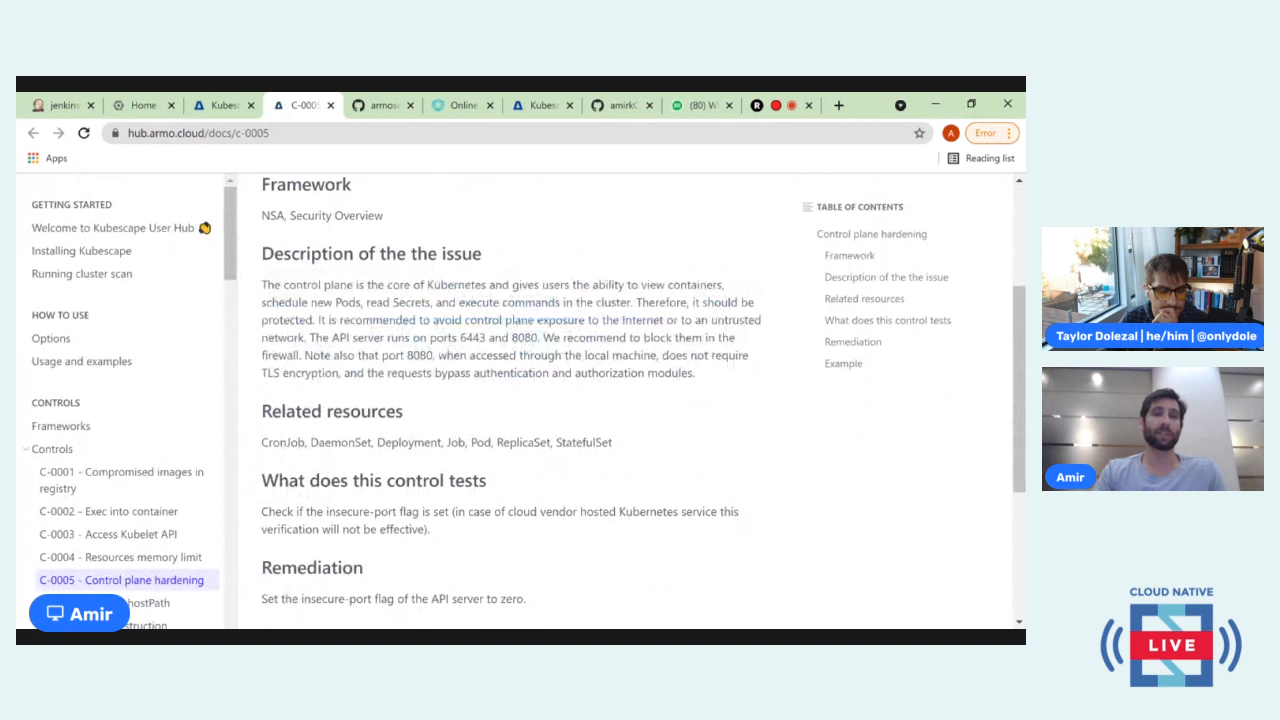 jenkins
Home
Kubes
C-000
armos
Online
Kubes
amirk
(80) W
R
hub.armo.cloud/docs/c-0005
A
Error
Apps
Reading list
GETTING STARTED
Welcome to Kubescape User Hub
Installing Kubescape
Running cluster scan
HOW TO USE
Options
Usage and examples
CONTROLS
Frameworks
Controls
C-0001 - Compromised images in
registry
C-0002 - Exec into container
C-0003 - Access Kubelet API
C-0004 - Resources memory limit
C-0005 - Control plane hardening
hostPath
struction
Framework
NSA, Security Overview
Description of the the issue
The control plane is the core of Kubernetes and gives users the ability to view containers,
schedule new Pods, read Secrets, and execute commands in the cluster. Therefore, it should be
protected. It is recommended to avoid control plane exposure to the Internet or to an untrusted
network. The API server runs on ports 6443 and 8080. We recommend to block them in the
firewall. Note also that port 8080, when accessed through the local machine, does not require
TLS encryption, and the requests bypass authentication and authorization modules.
Related resources
CronJob, DaemonSet, Deployment, Job, Pod, ReplicaSet, StatefulSet
What does this control tests
Check if the insecure-port flag is set (in case of cloud vendor hosted Kubernetes service this
verification will not be effective).
Remediation
Set the insecure-port flag of the API server to zero.
TABLE OF CONTENTS
Control plane hardening
Framework
Description of the the issue
Related resources
What does this control tests
Remediation
Example
Amir
Taylor Dolezal | he/him | @onlydole
Amir
CLOUD NATIVE
LIVE